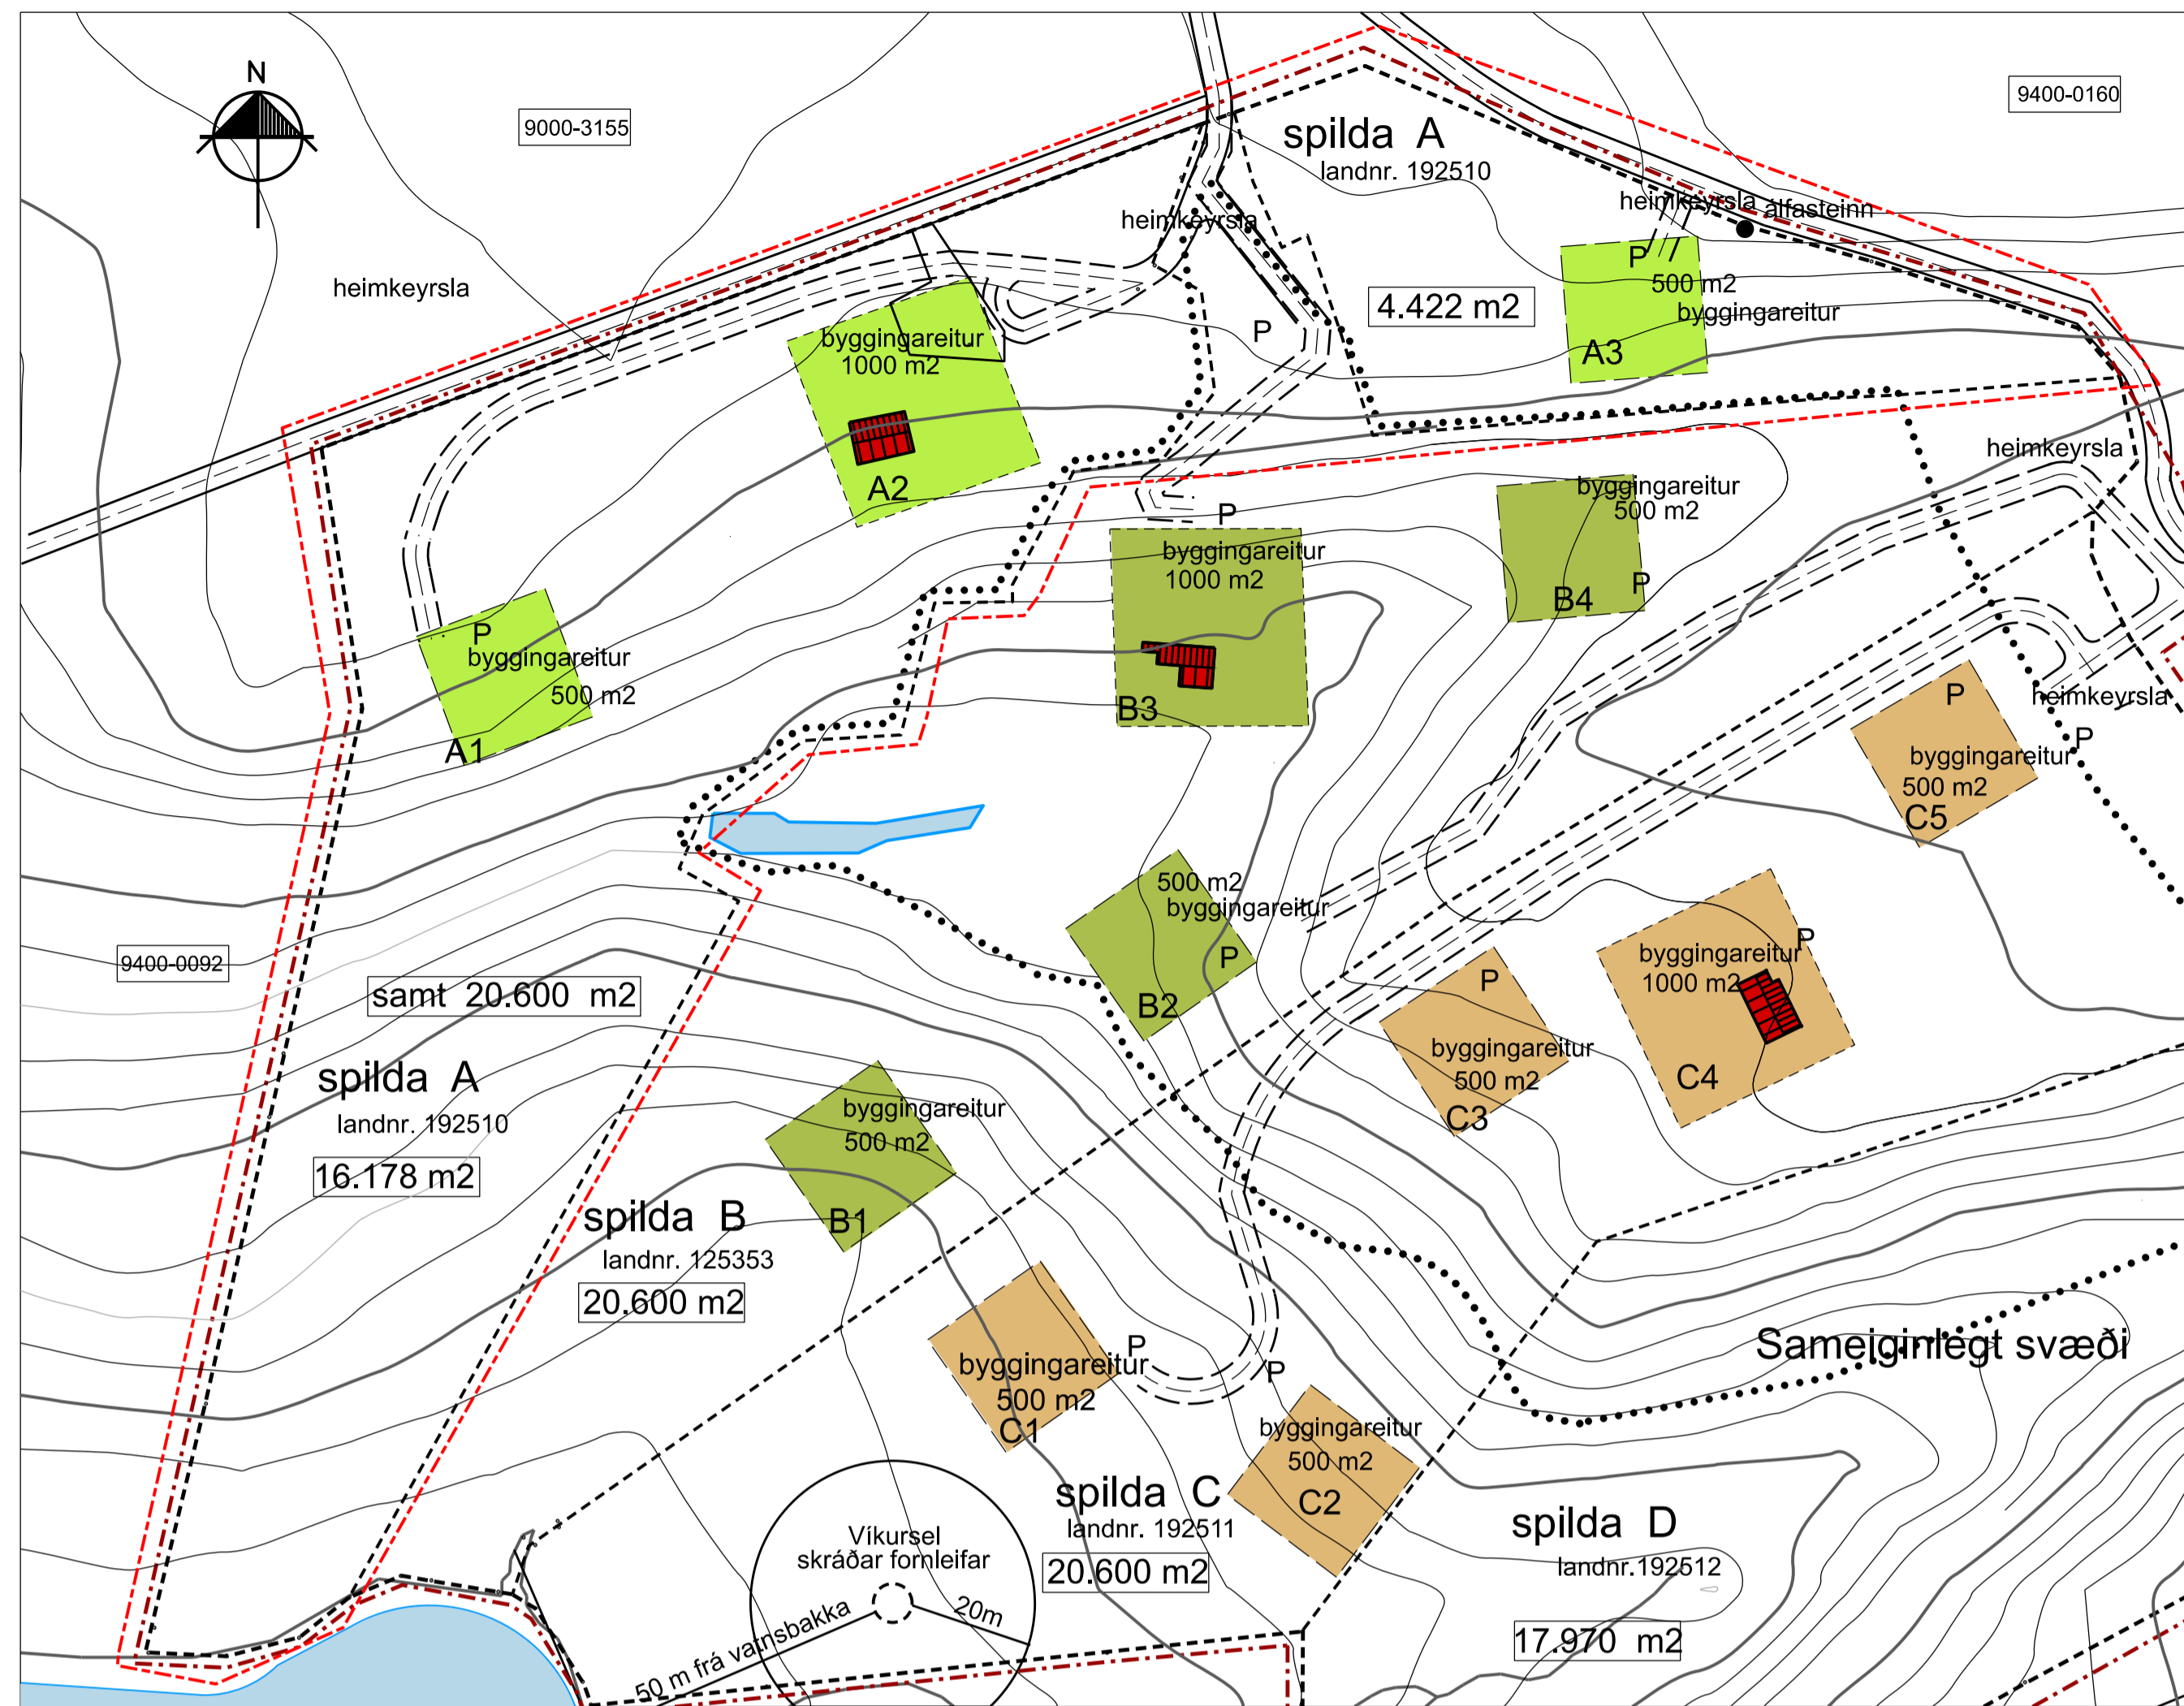 N
9000-3155
9400-0160
spilda A
landnr. 192510
heimkeyrsla
heimkeyrsla
álfasteinn
heimkeyrsla
P
500 m2
byggingareitur
A3
4.422 m2
P
byggingareitur
1000 m2
A2
heimkeyrsla
byggingareitur
500 m2
P
B4
P
byggingareitur
1000 m2
B3
P
byggingareitur
500 m2
A1
P
byggingareitur
500 m2
C5
heimkeyrsla
P
500 m2
byggingareitur
P
B2
9400-0092
samt 20.600 m2
P
byggingareitur
1000 m2
C4
P
byggingareitur
500 m2
C3
spilda A
landnr. 192510
16.178 m2
byggingareitur
500 m2
B1
spilda B
landnr. 125353
20.600 m2
P
byggingareitur
500 m2
C1
P
byggingareitur
500 m2
C2
Sameiginlegt svæði
spilda C
landnr. 192511
20.600 m2
spilda D
landnr.192512
17.970 m2
Víkursel
skráðar fornleifar
20m
50 m frá vatnsbakka